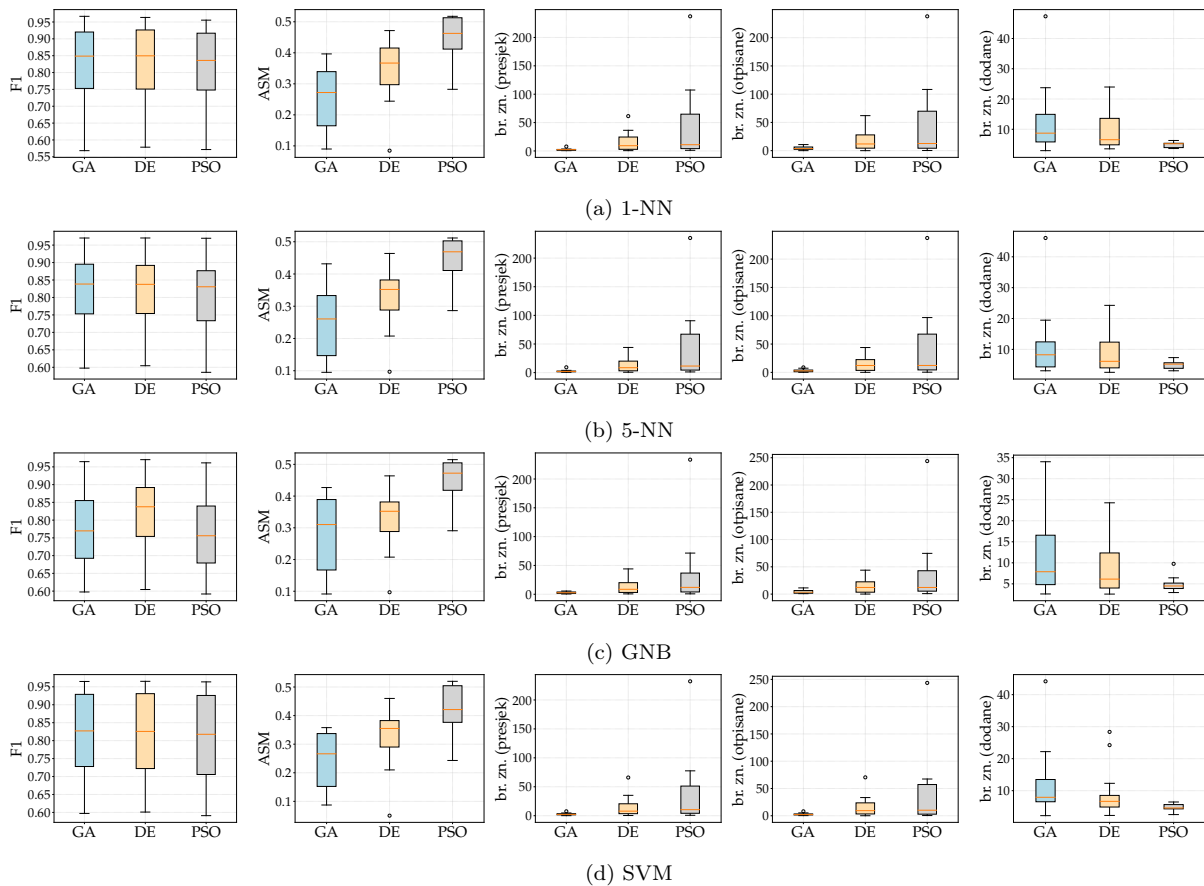 F1
0.95
0.90
0.85
0.80
0.75
0.70
0.65
0.60
0.55
GA DE PSO
ASM
0.5
0.4
0.3
0.2
0.1
GA DE PSO
br. zn. (presjek)
200
150
100
50
0
GA DE PSO
br. zn. (otpisane)
200
150
100
50
0
GA DE PSO
br. zn. (dodane)
40
30
20
10
GA DE PSO
(a) 1-NN
F1
0.95
0.90
0.85
0.80
0.75
0.70
0.65
0.60
GA DE PSO
ASM
0.5
0.4
0.3
0.2
0.1
GA DE PSO
br. zn. (presjek)
200
150
100
50
0
GA DE PSO
br. zn. (otpisane)
200
150
100
50
0
GA DE PSO
br. zn. (dodane)
40
30
20
10
GA DE PSO
(b) 5-NN
F1
0.95
0.90
0.85
0.80
0.75
0.70
0.65
0.60
GA DE PSO
ASM
0.5
0.4
0.3
0.2
0.1
GA DE PSO
br. zn. (presjek)
200
150
100
50
0
GA DE PSO
br. zn. (otpisane)
250
200
150
100
50
0
GA DE PSO
br. zn. (dodane)
35
30
25
20
15
10
5
GA DE PSO
(c) GNB
F1
0.95
0.90
0.85
0.80
0.75
0.70
0.65
0.60
GA DE PSO
ASM
0.5
0.4
0.3
0.2
0.1
GA DE PSO
br. zn. (presjek)
200
150
100
50
0
GA DE PSO
br. zn. (otpisane)
250
200
150
100
50
0
GA DE PSO
br. zn. (dodane)
40
30
20
10
GA DE PSO
(d) SVM